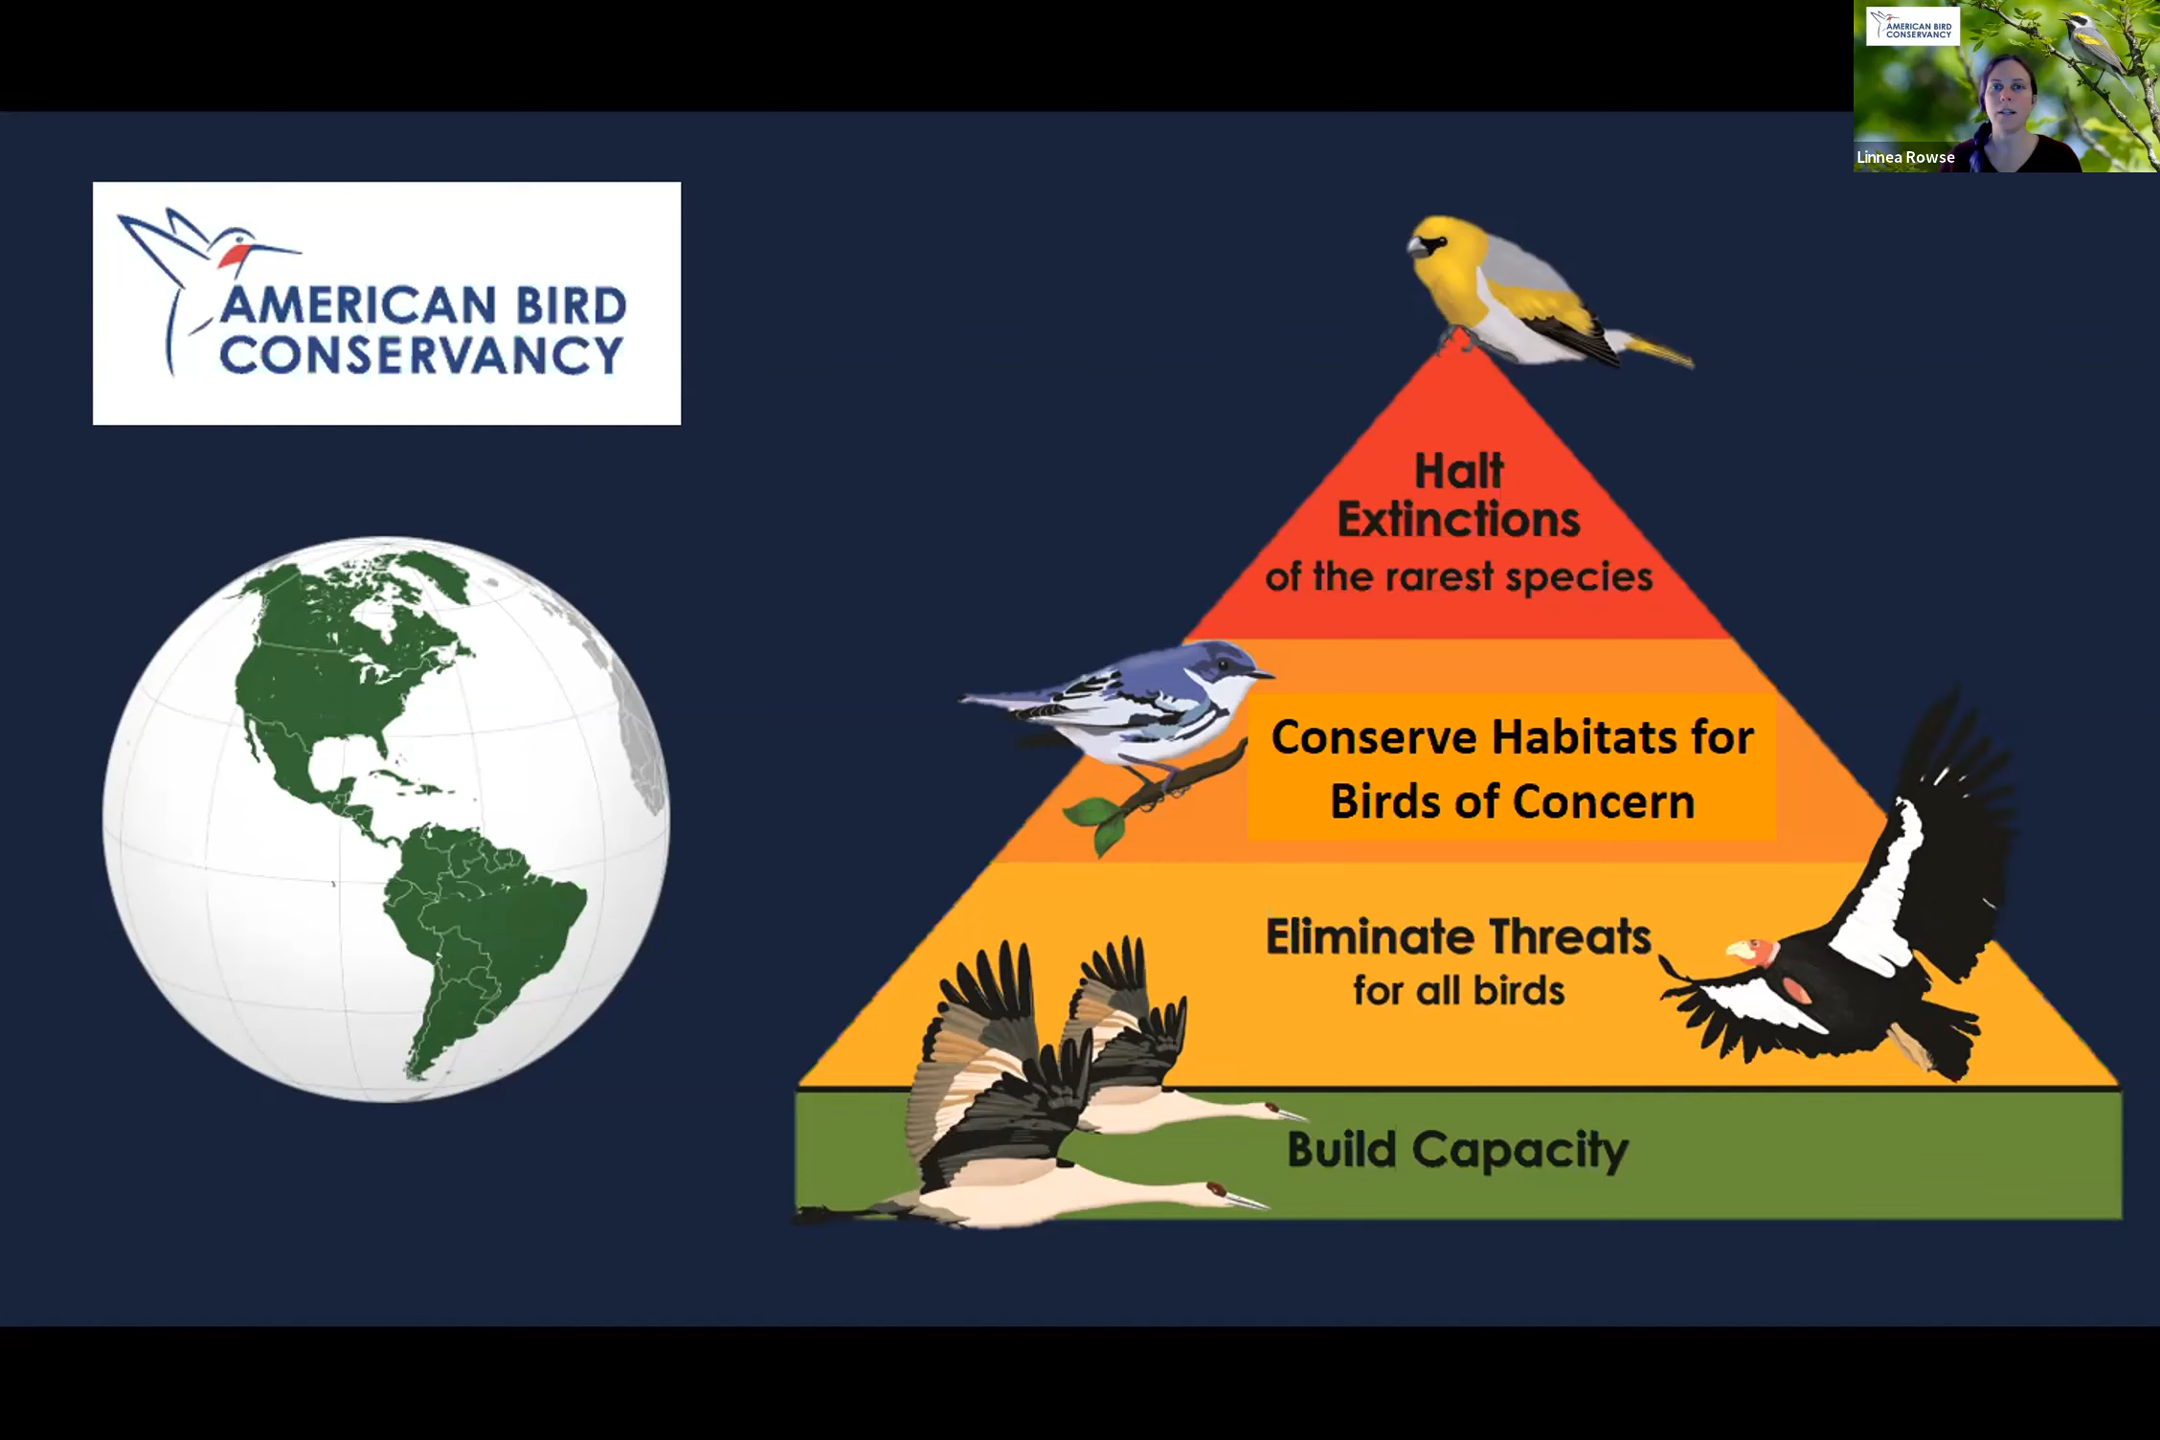 AMERICAN BIRD
CONSERVANCY
Linnea Rowse
AMERICAN BIRD
CONSERVANCY
Halt
Extinctions
of the rarest species
Conserve Habitats for
Birds of Concern
Eliminate Threats
for all birds
Build Capacity